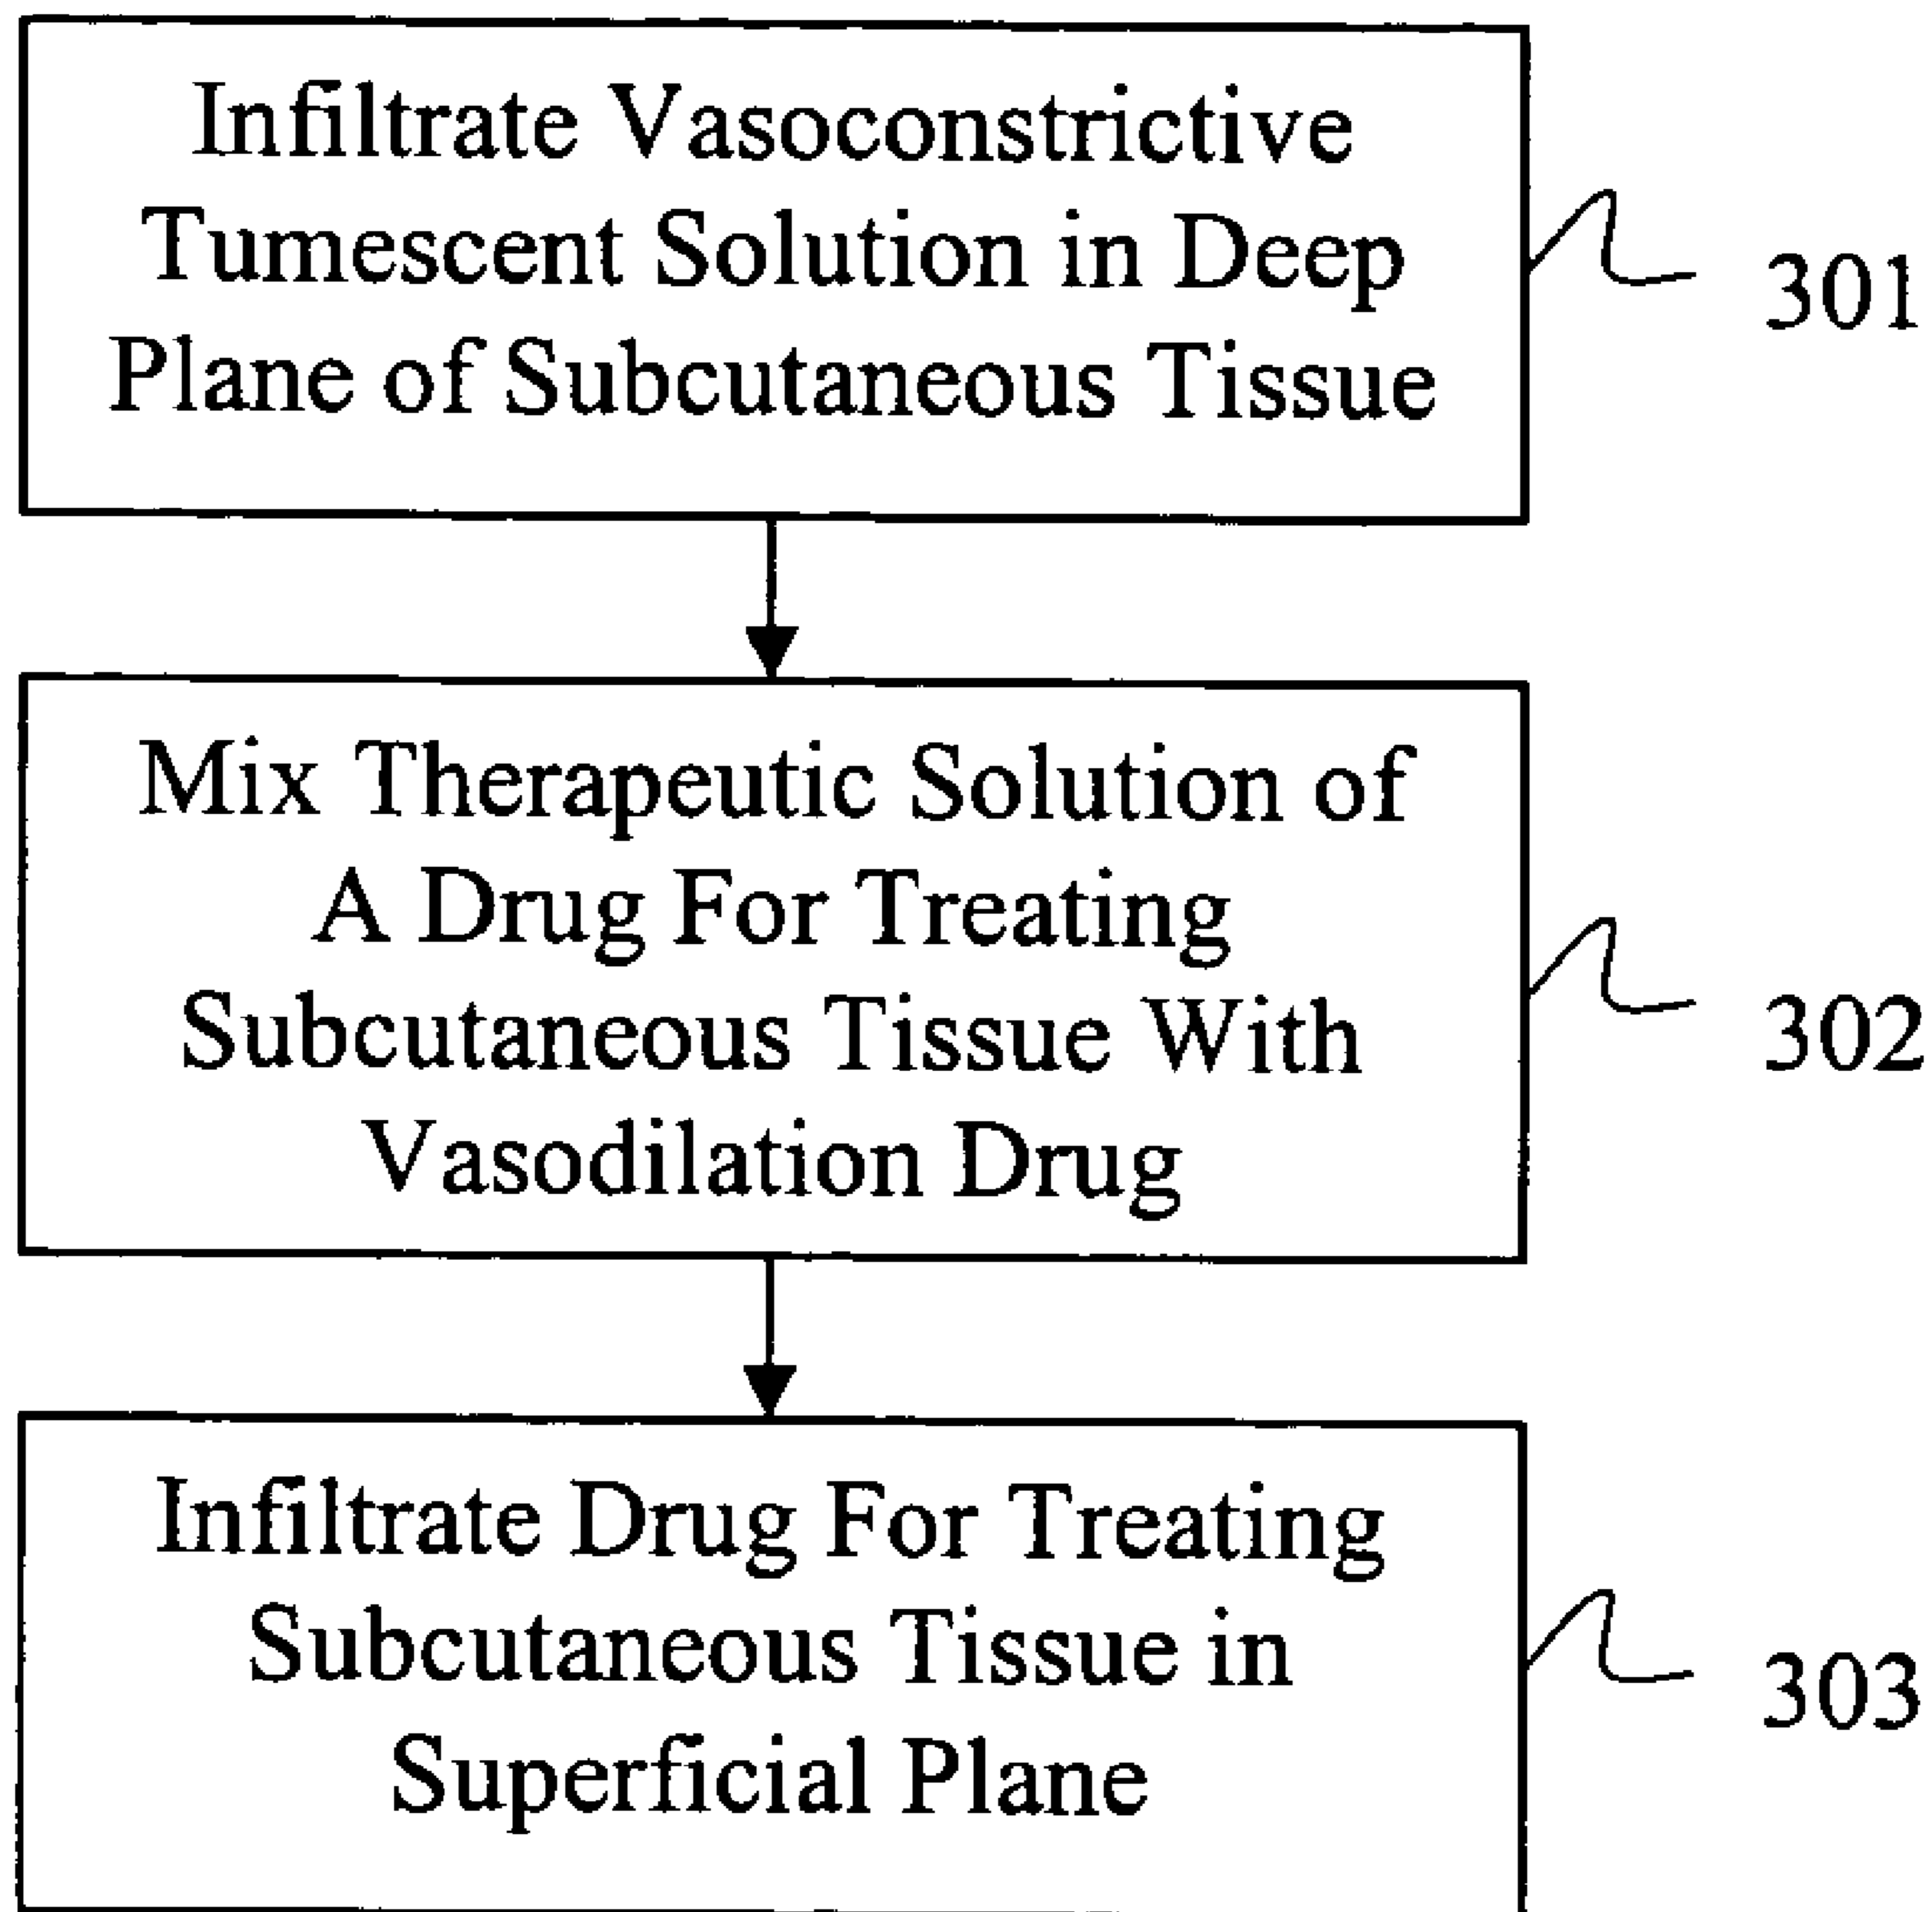 Infiltrate Vasoconstrictive
Tumescent Solution in Deep
Plane of Subcutaneous Tissue
301
Mix Therapeutic Solution of
A Drug For Treating
Subcutaneous Tissue With
Vasodilation Drug
302
Infiltrate Drug For Treating
Subcutaneous Tissue in
Superficial Plane
303